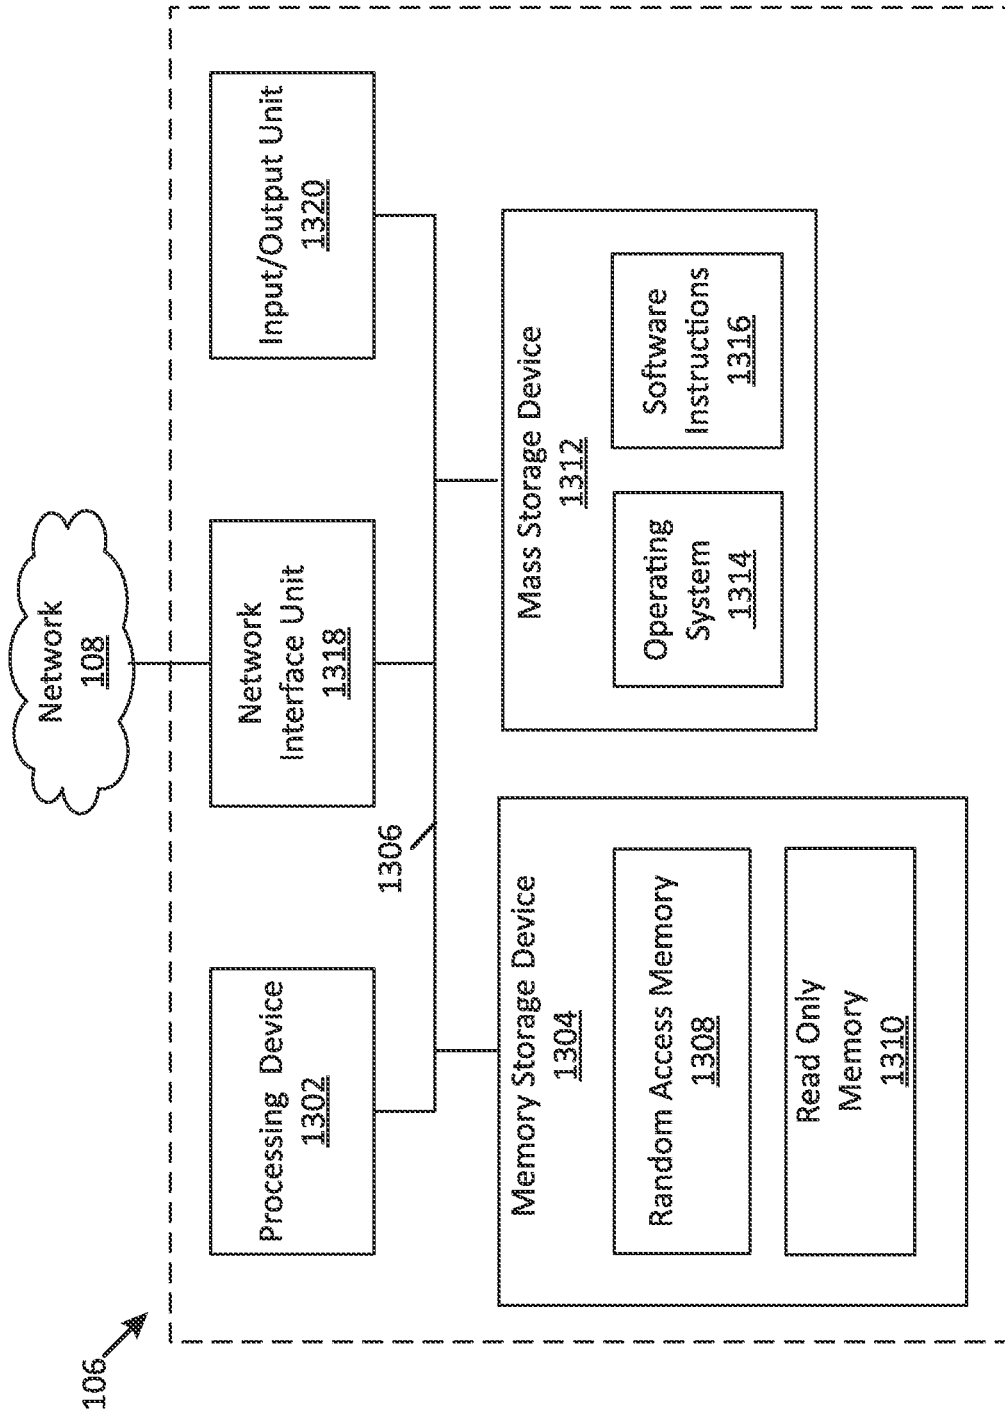 106
Network
108
Processing Device
1302
Network
Interface Unit
1318
Input/Output Unit
1320
1306
Memory Storage Device
1304
Random Access Memory
1308
Read Only
Memory
1310
Mass Storage Device
1312
Operating
System
1314
Software
Instructions
1316